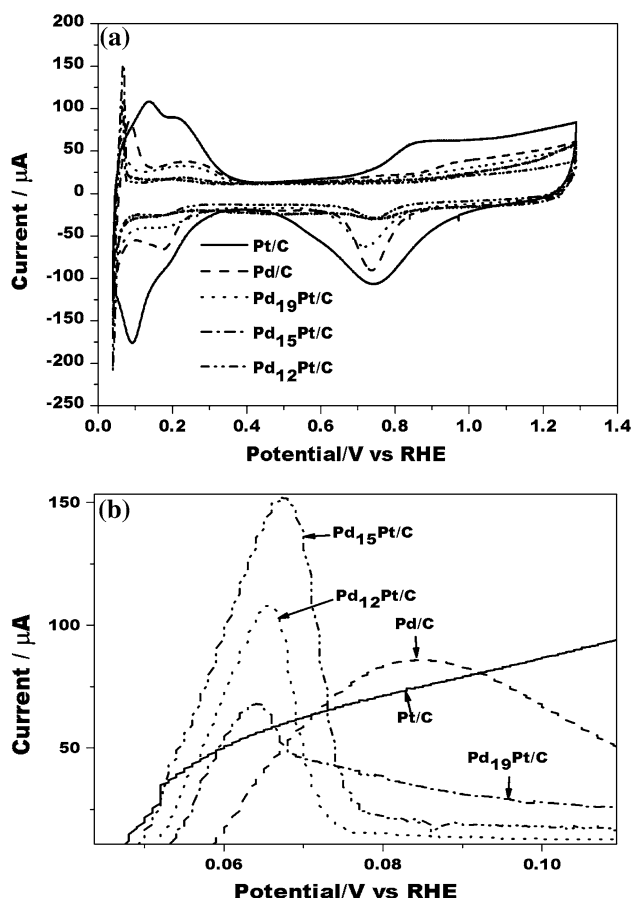 (a)
200
150
100
50
0
-50
-100
-150
-200
-250
Current / µA
Pt/C
Pd/C
Pd19Pt/C
Pd15Pt/C
Pd12Pt/C
0.0 0.2 0.4 0.6 0.8 1.0 1.2 1.4
Potential/V vs RHE
(b)
150
100
50
Current / µA
Pd15Pt/C
Pd12Pt/C
Pd/C
Pt/C
Pd19Pt/C
0.06 0.08 0.10
Potential/V vs RHE